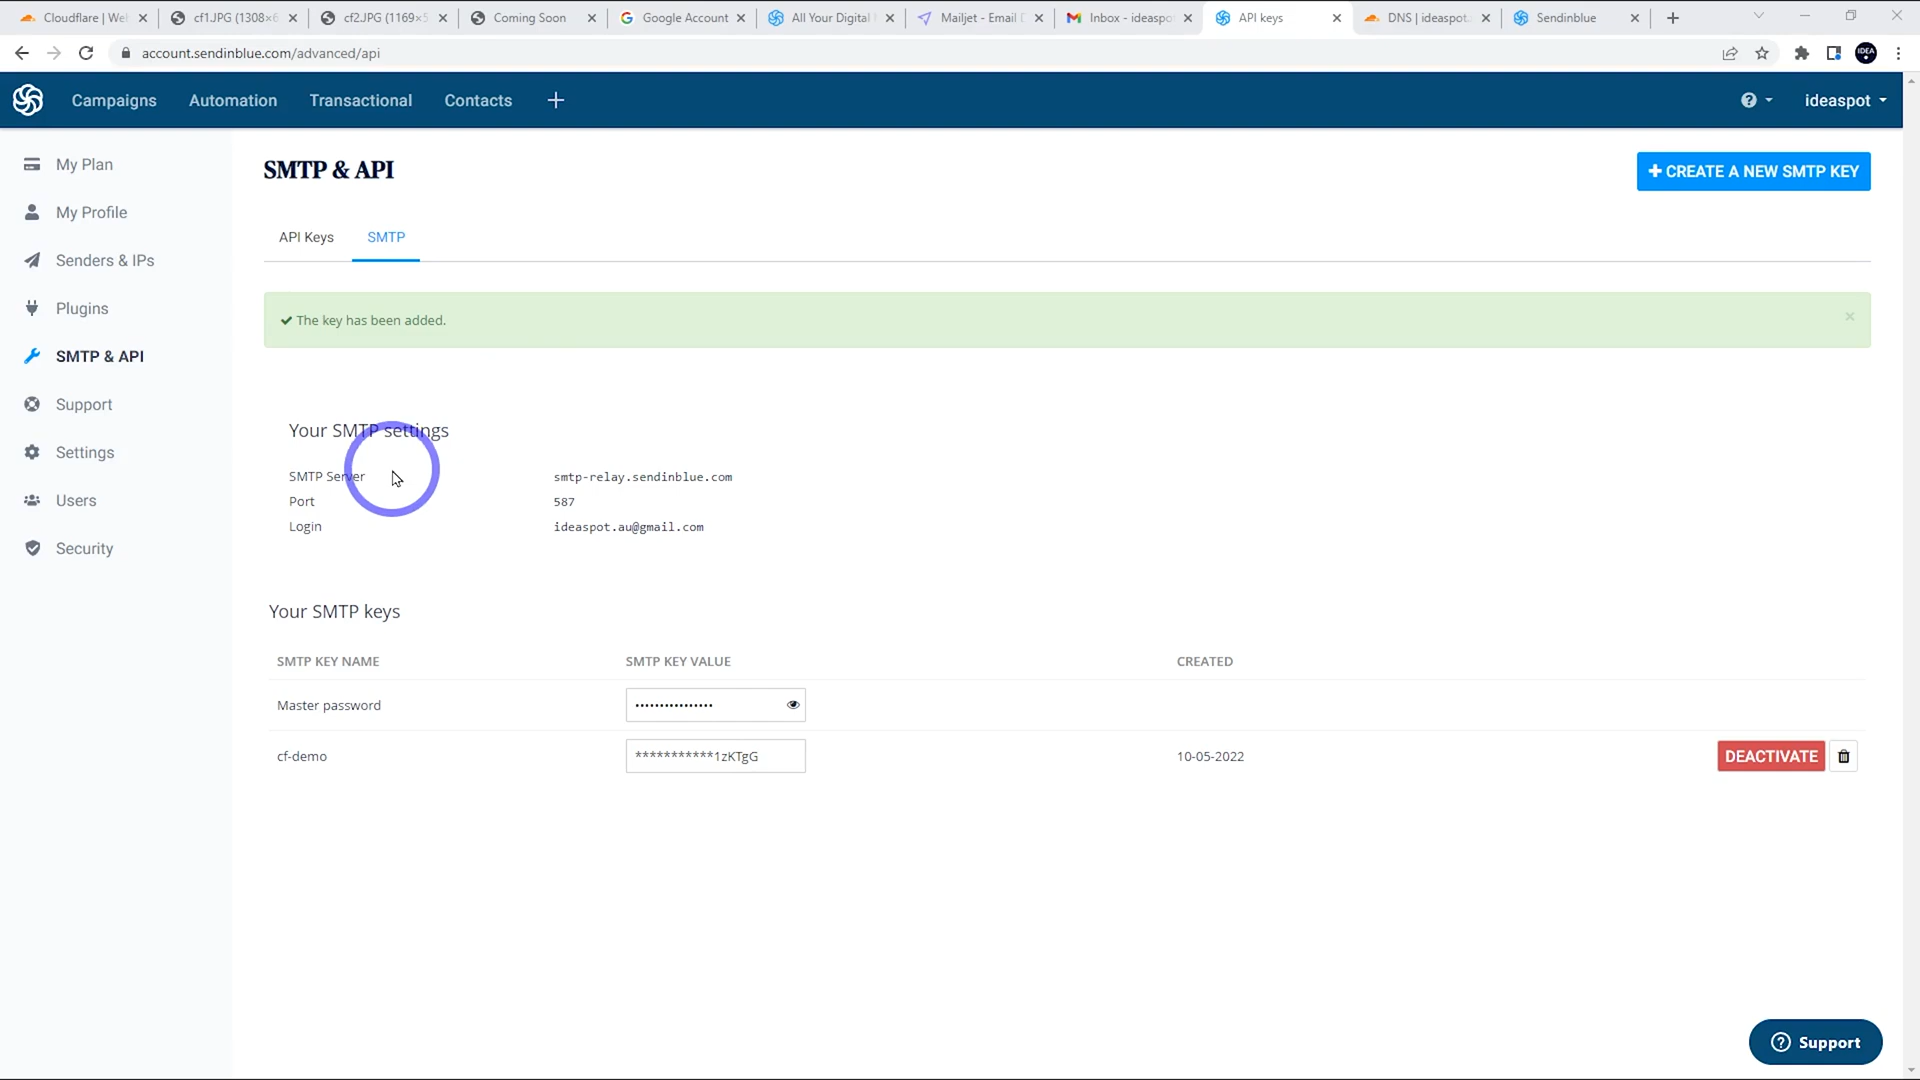 Cloudflare | We
cf1JPG (1308×6
cf2.JPG (1169×5
Coming Soon
Google Account
All Your Digital
Mailjet - Email D
Inbox - ideaspo
API keys
DNS | ideaspot.
Sendinblue
account.sendinblue.com/advanced/api
IDEA
Campaigns Automation Transactional Contacts
ideaspot
My Plan
My Profile
Senders & IPs
Plugins
SMTP & API
Support
Settings
Users
Security
SMTP & API
+ CREATE A NEW SMTP KEY
API Keys SMTP
The key has been added.
×
Your SMTP settings
SMTP Server smtp-relay.sendinblue.com
Port 587
Login ideaspot.au@gmail.com
Your SMTP keys
SMTP KEY NAME SMTP KEY VALUE CREATED
Master password ••••••••••••••••
cf-demo ***********1zKTgG 10-05-2022 DEACTIVATE
Support